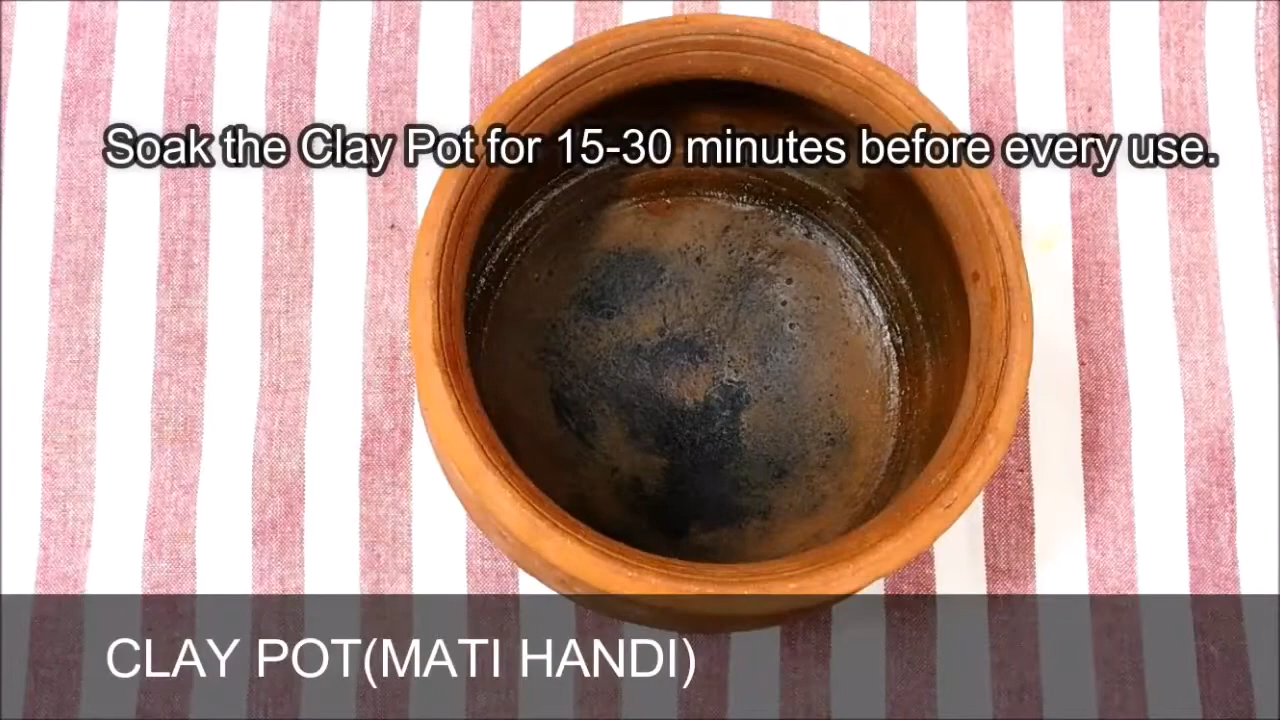 Soak the Clay Pot for 15-30 minutes before every use.
CLAY POT(MATI HANDI)